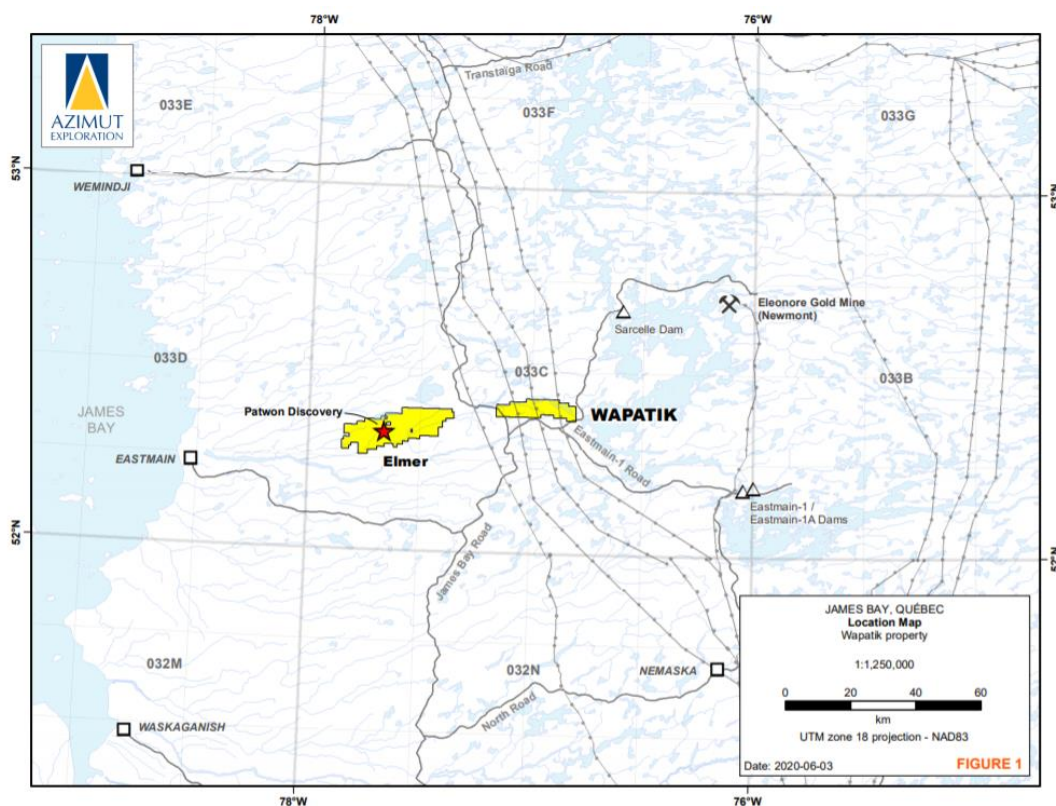 78°W
76°W
AZIMUT
EXPLORATION
033E
Transtaïga Road
033F
033G
53°N
53°N
WEMINDJI
Eleonore Gold Mine
(Newmont)
Sarcelle Dam
033D
033C
033B
JAMES
BAY
Patwon Discovery
WAPATIK
Elmer
EASTMAIN
Eastmain-1 Road
Eastmain-1 /
Eastmain-1A Dams
52°N
52°N
James Bay Road
032M
032N
NEMASKA
North Road
WASKAGANISH
JAMES BAY, QUÉBEC
Location Map
Wapatik property
1:1,250,000
0 20 40 60
km
UTM zone 18 projection - NAD83
Date: 2020-06-03
FIGURE 1
78°W
76°W